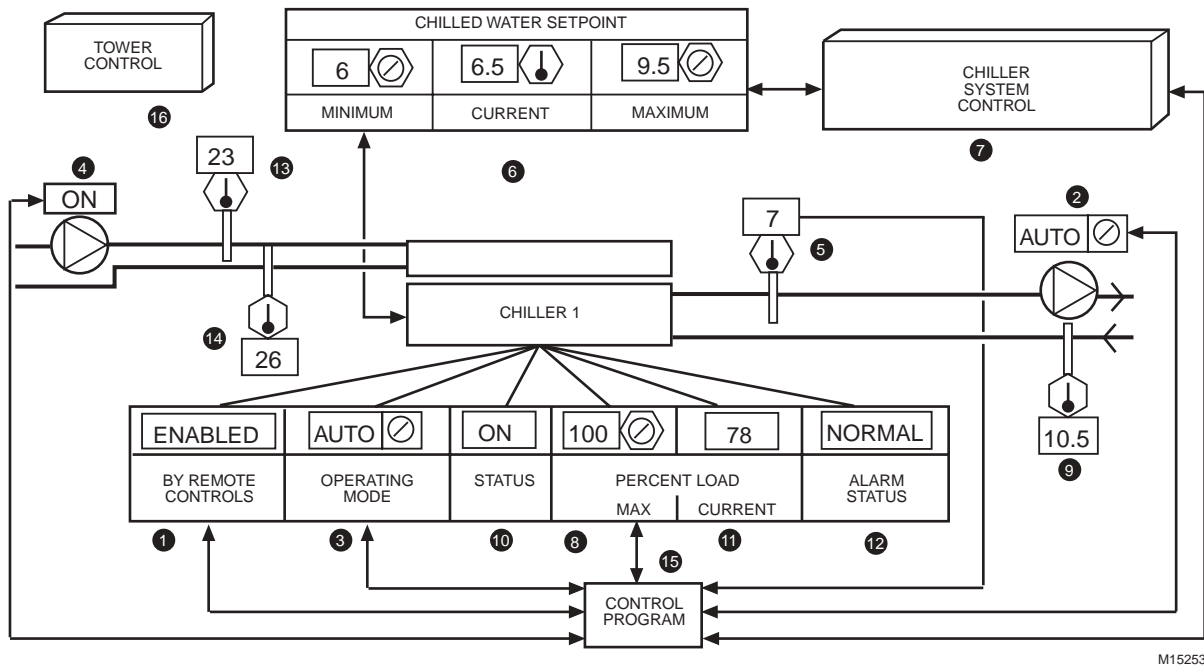 TOWER
CONTROL
16
CHILLED WATER SETPOINT
6
6.5
9.5
MINIMUM
CURRENT
MAXIMUM
6
CHILLER
SYSTEM
CONTROL
7
4
ON
23
13
14
26
7
5
2
AUTO
9
10.5
CHILLER 1
ENABLED
AUTO
ON
100
78
NORMAL
BY REMOTE
CONTROLS
OPERATING
MODE
STATUS
PERCENT LOAD
MAX
CURRENT
ALARM
STATUS
1
3
10
8
11
12
15
CONTROL
PROGRAM
M15253